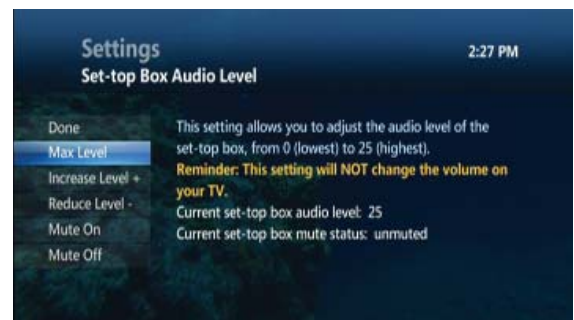 Settings
2:27 PM
Set-top Box Audio Level
Done
Max Level
Increase Level +
Reduce Level -
Mute On
Mute Off
This setting allows you to adjust the audio level of the
set-top box, from 0 (lowest) to 25 (highest).
Reminder: This setting will NOT change the volume on
your TV.
Current set-top box audio level: 25
Current set-top box mute status: unmuted